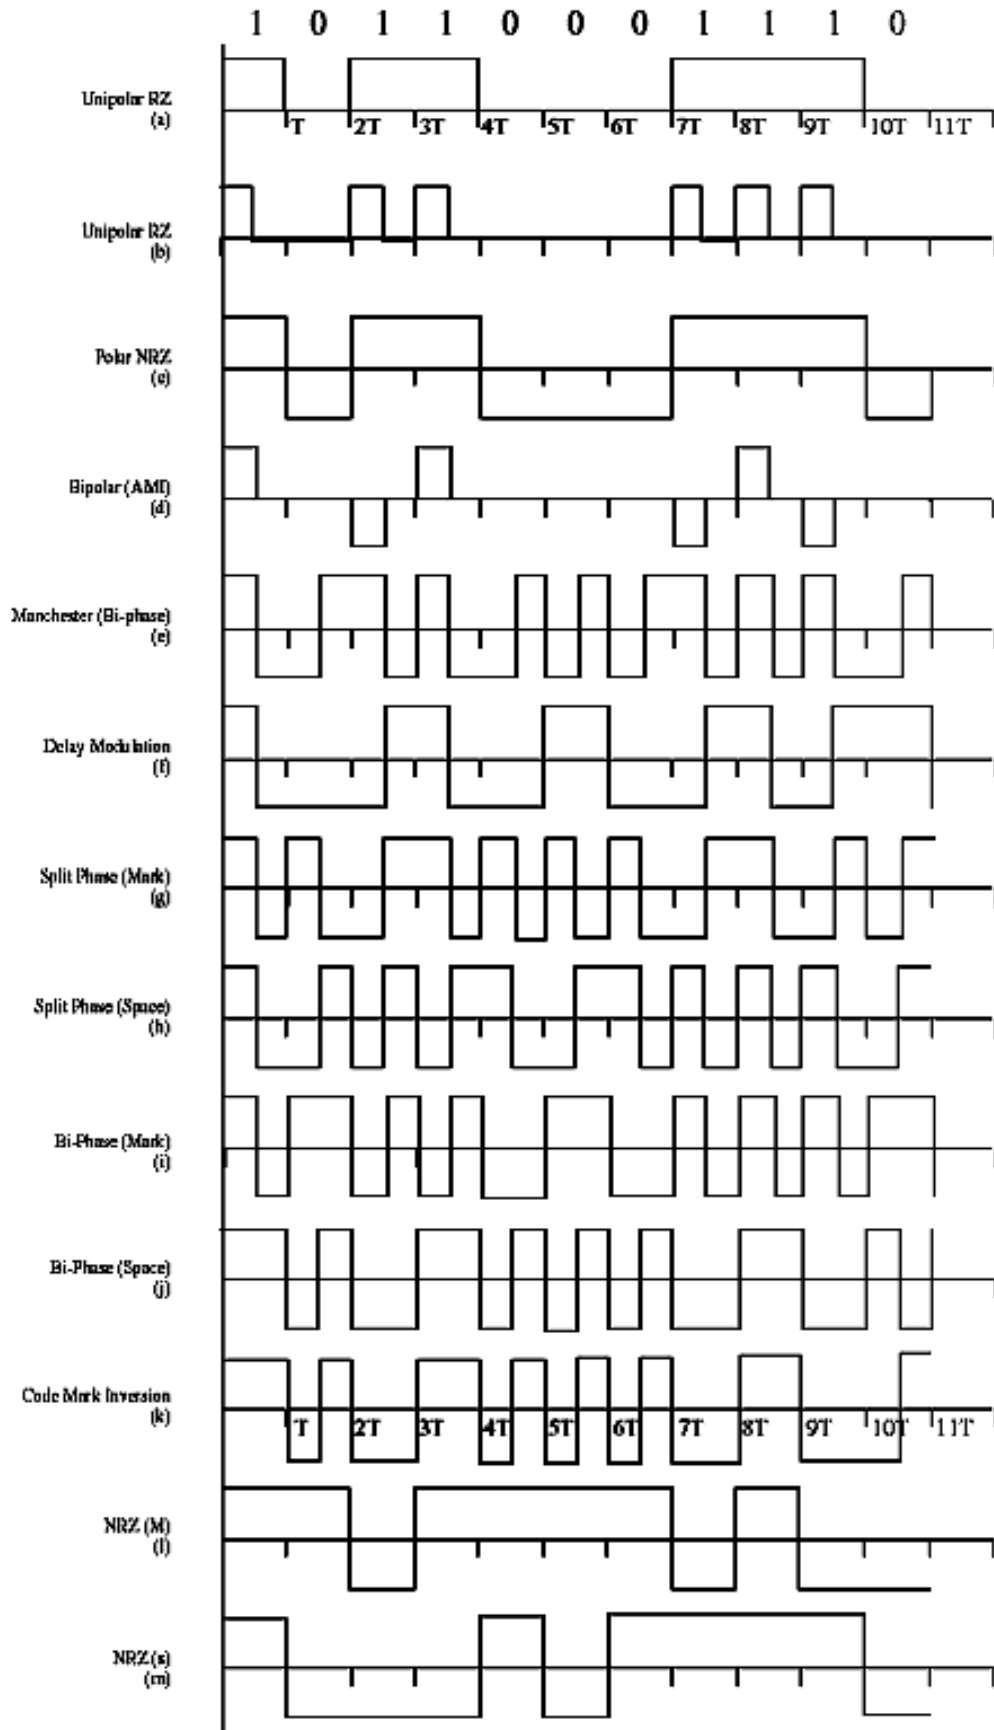 1 0 1 1 0 0 0 1 1 1 0
Unipolar RZ
(a)
T 2T 3T 4T 5T 6T 7T 8T 9T 10T 11T
Unipolar RZ
(b)
Polar NRZ
(c)
Bipolar (AMI)
(d)
Manchester (Bi-phase)
(e)
Delay Modulation
(f)
Split Phase (Mark)
(g)
Split Phase (Space)
(h)
Bi-Phase (Mark)
(i)
Bi-Phase (Space)
(j)
Code Mark Inversion
(k)
T 2T 3T 4T 5T 6T 7T 8T 9T 10T 11T
NRZ (M)
(l)
NRZ (s)
(m)